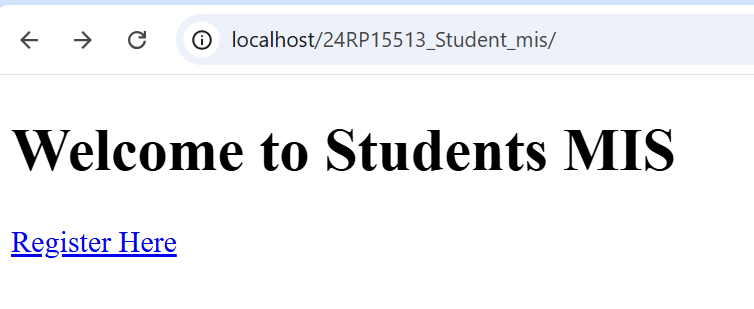 localhost/24RP15513_Student_mis/
Welcome to Students MIS
Register Here